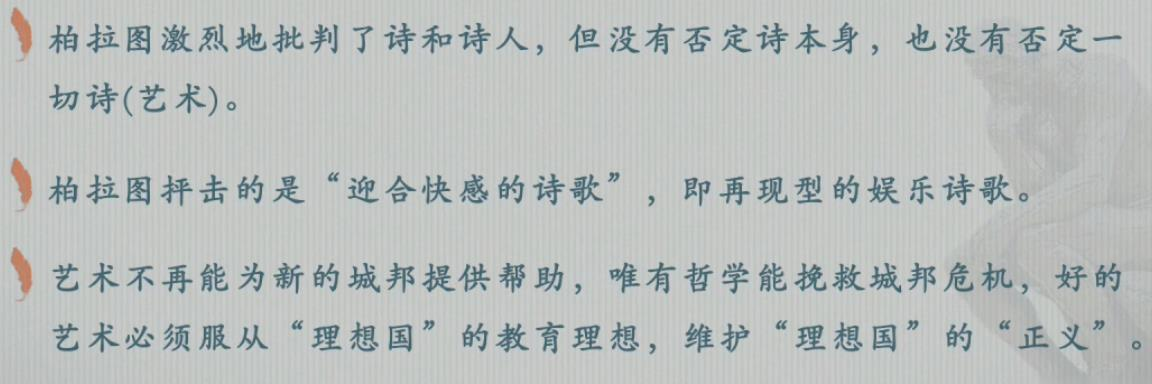 柏拉图激烈地批判了诗和诗人，但没有否定诗本身，也没有否定一
切诗(艺术)。
柏拉图抨击的是“迎合快感的诗歌”，即再现型的娱乐诗歌。
艺术不再能为新的城邦提供帮助，唯有哲学能挽救城邦危机，好的
艺术必须服从“理想国”的教育理想，维护“理想国”的“正义”。